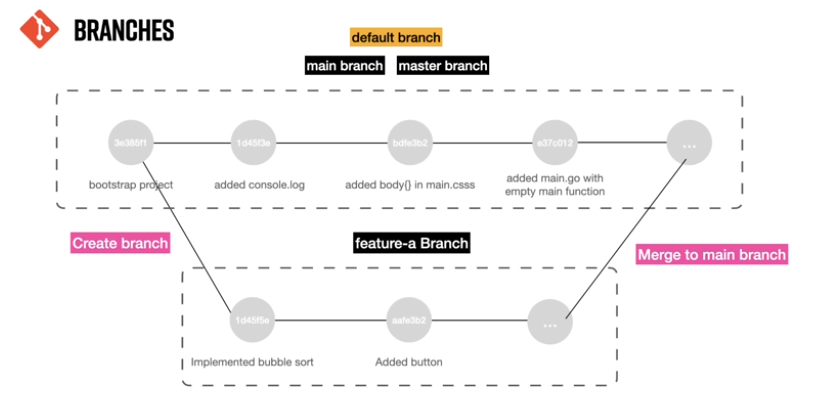 BRANCHES
default branch
main branch master branch
3e385f1 1d45f3e bdfe3b2 e37c012 ...
bootstrap project added console.log added body{} in main.csss added main.go with
empty main function
Create branch feature-a Branch Merge to main branch
1d45f5e aafe3b2 ...
Implemented bubble sort Added button